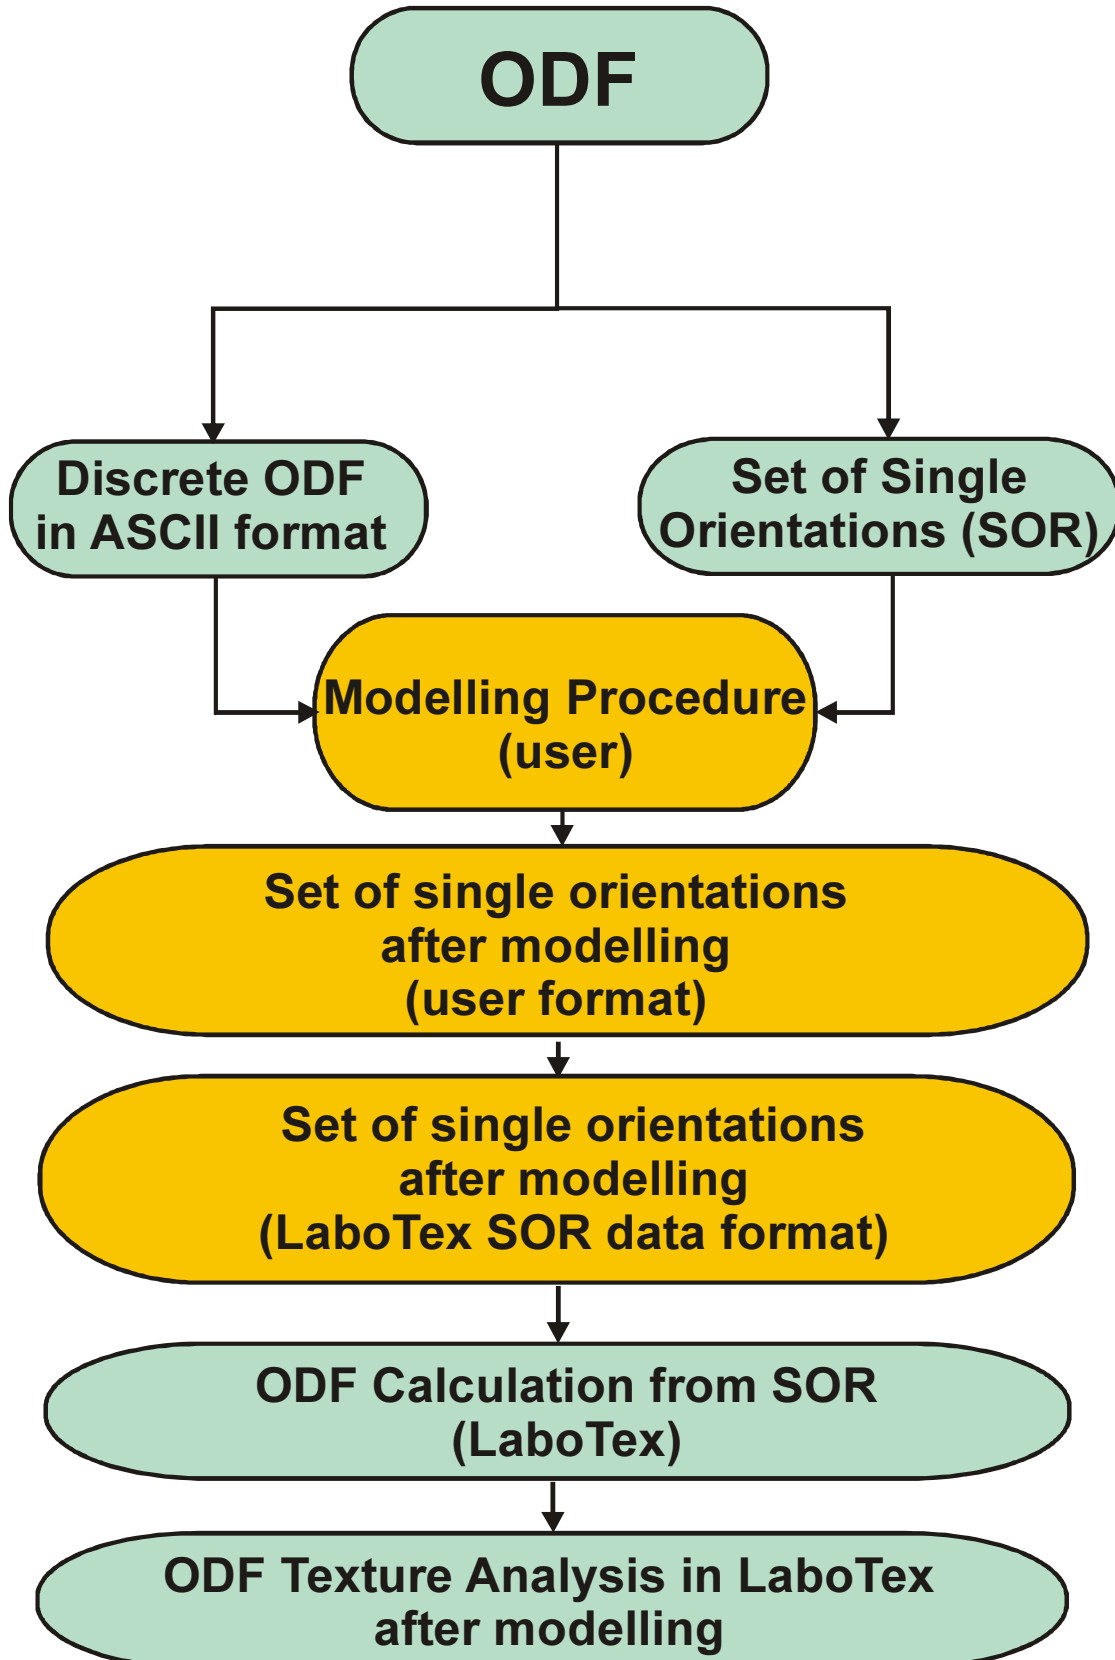 ODF
Discrete ODF
in ASCII format
Set of Single
Orientations (SOR)
Modelling Procedure
(user)
Set of single orientations
after modelling
(user format)
Set of single orientations
after modelling
(LaboTex SOR data format)
ODF Calculation from SOR
(LaboTex)
ODF Texture Analysis in LaboTex
after modelling